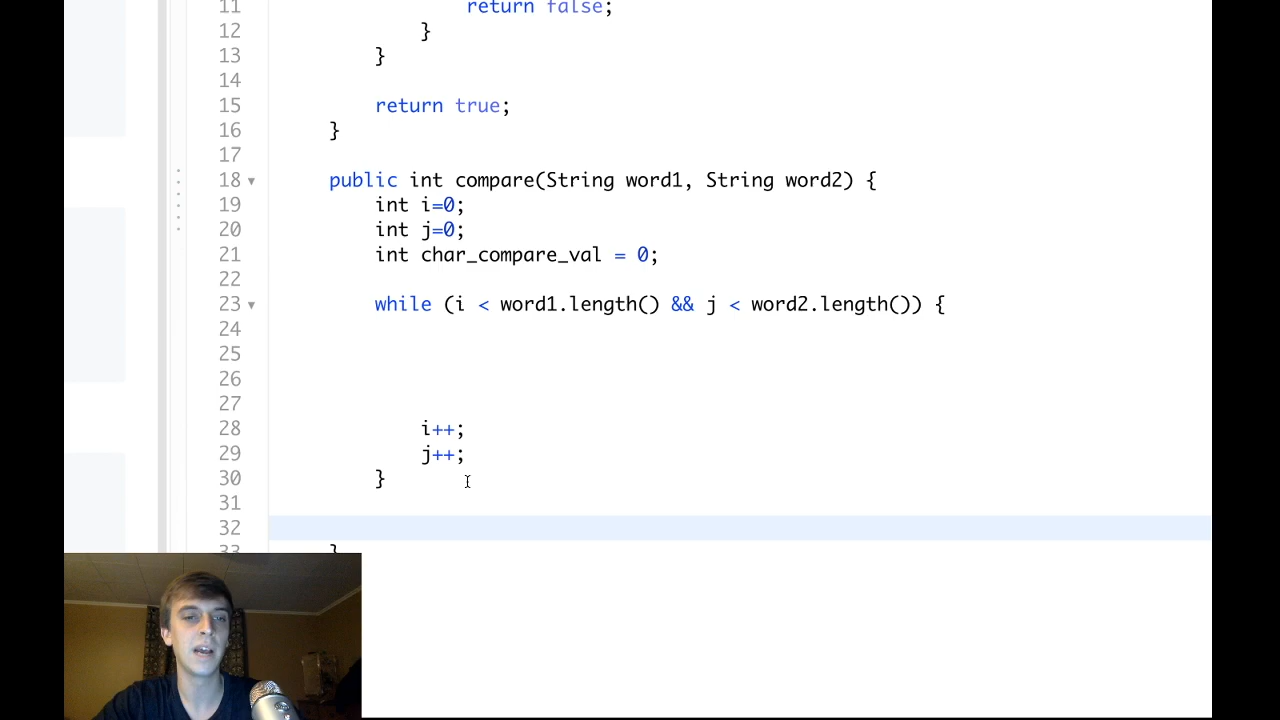 11 return false;
12 }
13 }
14
15 return true;
16 }
17
18 public int compare(String word1, String word2) {
19 int i=0;
20 int j=0;
21 int char_compare_val = 0;
22
23 while (i < word1.length() && j < word2.length()) {
24
25
26
27
28 i++;
29 j++;
30 }
31
32
33 }